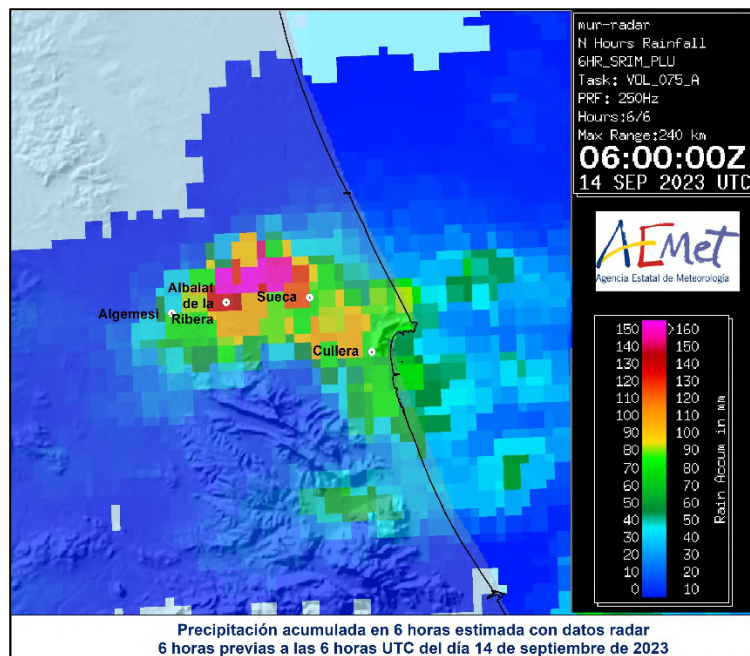 mur-radar
N Hours Rainfall
6HR_SRIM_PLU
Task: VOL_075_A
PRF: 250Hz
Hours:6/6
Max Range:240 km
06:00:00Z
14 SEP 2023 UTC
AEMet
Agencia Estatal de Meteorología
Algemesi
Albalat
de la
Ribera
Sueca
Cullera
150 >160
140 150
130 140
120 130
110 120
100 110
90 100
80 90
70 80
60 70
50 60
40 50
30 40
20 30
10 20
0 10
Rain Accum in mm
Precipitación acumulada en 6 horas estimada con datos radar
6 horas previas a las 6 horas UTC del día 14 de septiembre de 2023